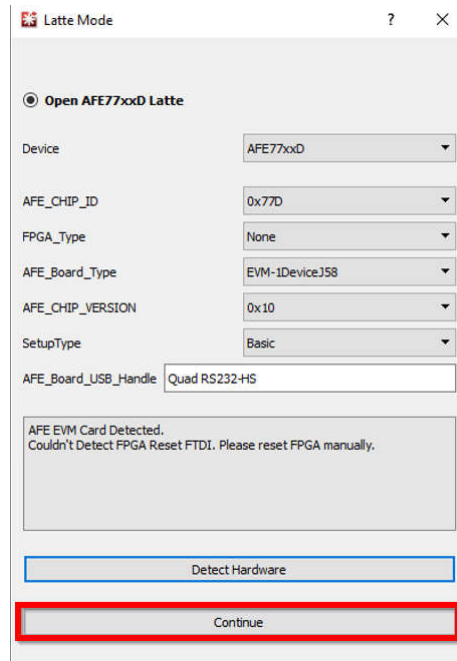 Latte Mode ? ×
Open AFE77xxD Latte
Device AFE77xxD
AFE_CHIP_ID 0x77D
FPGA_Type None
AFE_Board_Type EVM-1DeviceJ58
AFE_CHIP_VERSION 0x10
SetupType Basic
AFE_Board_USB_Handle Quad RS232-HS
AFE EVM Card Detected.
Couldn't Detect FPGA Reset FTDI. Please reset FPGA manually.
Detect Hardware
Continue